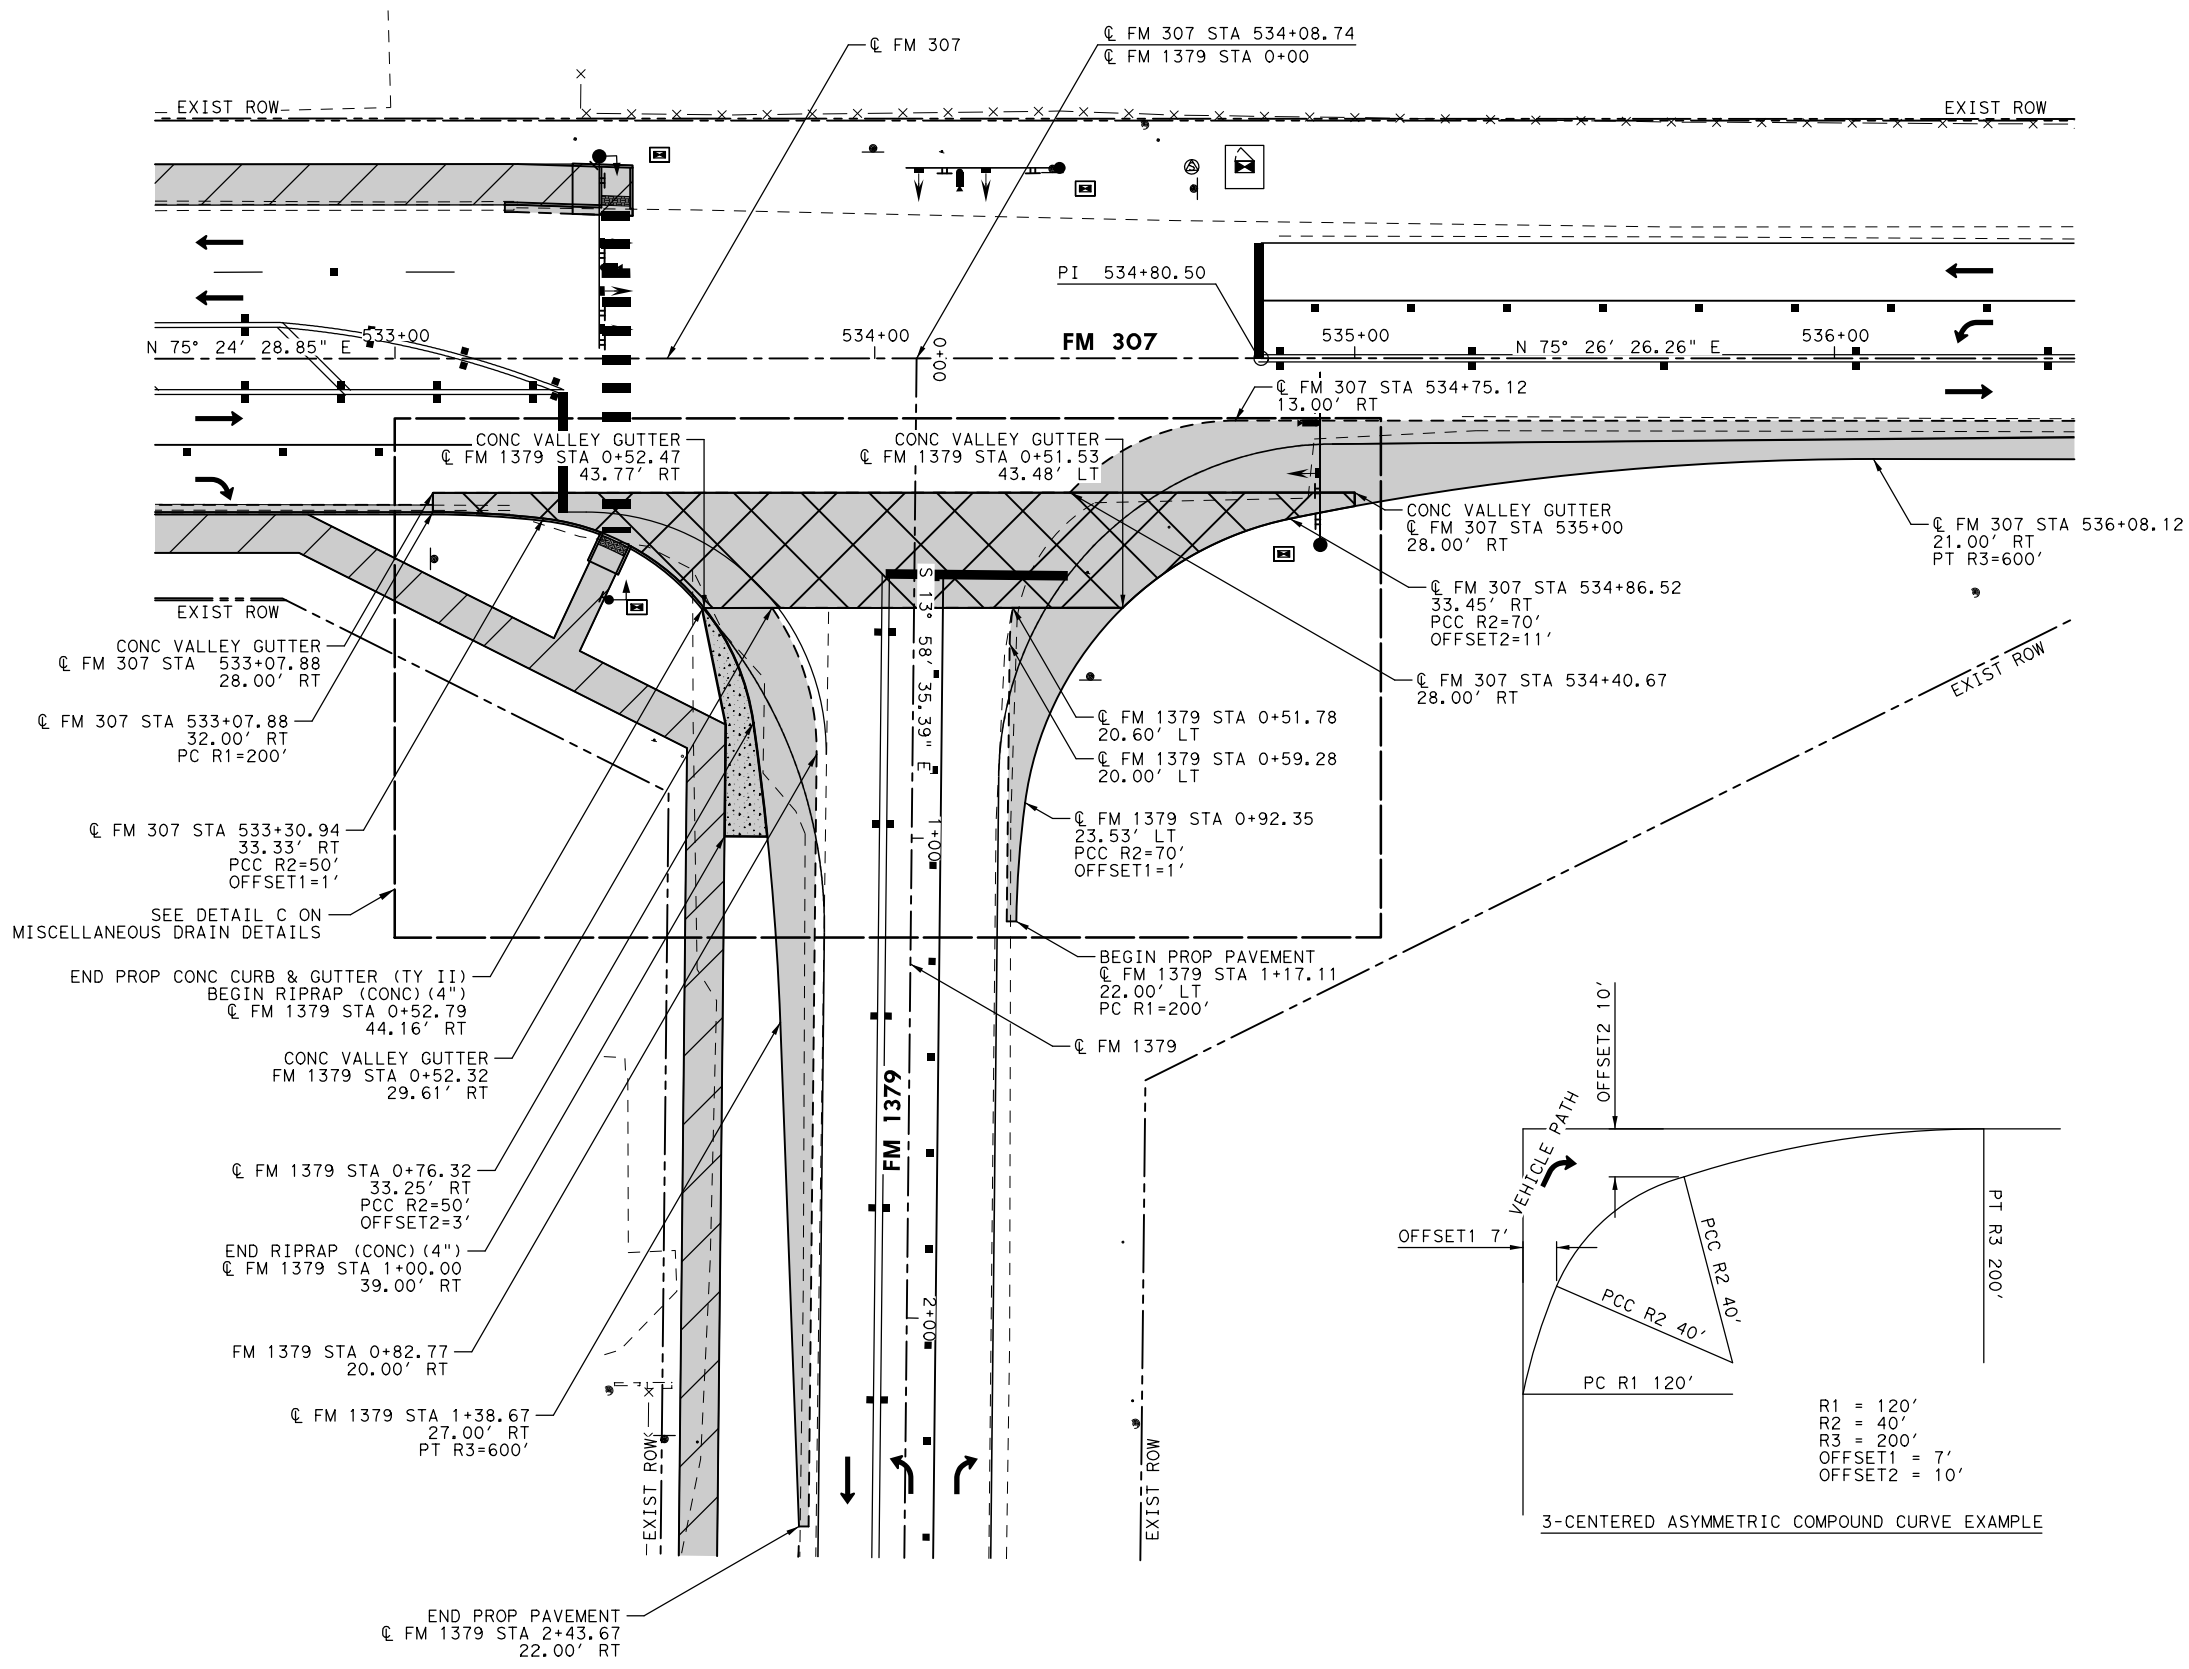 ℄ FM 307
℄ FM 307 STA 534+08.74
℄ FM 1379 STA 0+00
EXIST ROW
EXIST ROW
PI 534+80.50
533+00
534+00
0+00
FM 307
535+00
536+00
N 75° 24' 28.85" E
N 75° 26' 26.26" E
℄ FM 307 STA 534+75.12
13.00' RT
CONC VALLEY GUTTER
℄ FM 1379 STA 0+52.47
43.77' RT
CONC VALLEY GUTTER
℄ FM 1379 STA 0+51.53
43.48' LT
CONC VALLEY GUTTER
℄ FM 307 STA 535+00
28.00' RT
℄ FM 307 STA 536+08.12
21.00' RT
PT R3=600'
℄ FM 307 STA 534+86.52
33.45' RT
PCC R2=70'
OFFSET2=11'
EXIST ROW
S 13° 58' 35.39" E
CONC VALLEY GUTTER
℄ FM 307 STA 533+07.88
28.00' RT
EXIST ROW
℄ FM 307 STA 534+40.67
28.00' RT
℄ FM 307 STA 533+07.88
32.00' RT
PC R1=200'
℄ FM 1379 STA 0+51.78
20.60' LT
℄ FM 1379 STA 0+59.28
20.00' LT
℄ FM 1379 STA 0+92.35
23.53' LT
PCC R2=70'
OFFSET1=1'
1+00
℄ FM 307 STA 533+30.94
33.33' RT
PCC R2=50'
OFFSET1=1'
SEE DETAIL C ON
MISCELLANEOUS DRAIN DETAILS
BEGIN PROP PAVEMENT
℄ FM 1379 STA 1+17.11
22.00' LT
PC R1=200'
END PROP CONC CURB & GUTTER (TY II)
BEGIN RIPRAP (CONC)(4")
℄ FM 1379 STA 0+52.79
44.16' RT
℄ FM 1379
CONC VALLEY GUTTER
FM 1379 STA 0+52.32
29.61' RT
FM 1379
℄ FM 1379 STA 0+76.32
33.25' RT
PCC R2=50'
OFFSET2=3'
END RIPRAP (CONC)(4")
℄ FM 1379 STA 1+00.00
39.00' RT
2+00
FM 1379 STA 0+82.77
20.00' RT
℄ FM 1379 STA 1+38.67
27.00' RT
PT R3=600'
EXIST ROW
EXIST ROW
END PROP PAVEMENT
℄ FM 1379 STA 2+43.67
22.00' RT
OFFSET2 10'
VEHICLE PATH
OFFSET1 7'
PCC R2 40'
PCC R2 40'
PT R3 200'
PC R1 120'
R1 = 120'
R2 = 40'
R3 = 200'
OFFSET1 = 7'
OFFSET2 = 10'
3-CENTERED ASYMMETRIC COMPOUND CURVE EXAMPLE